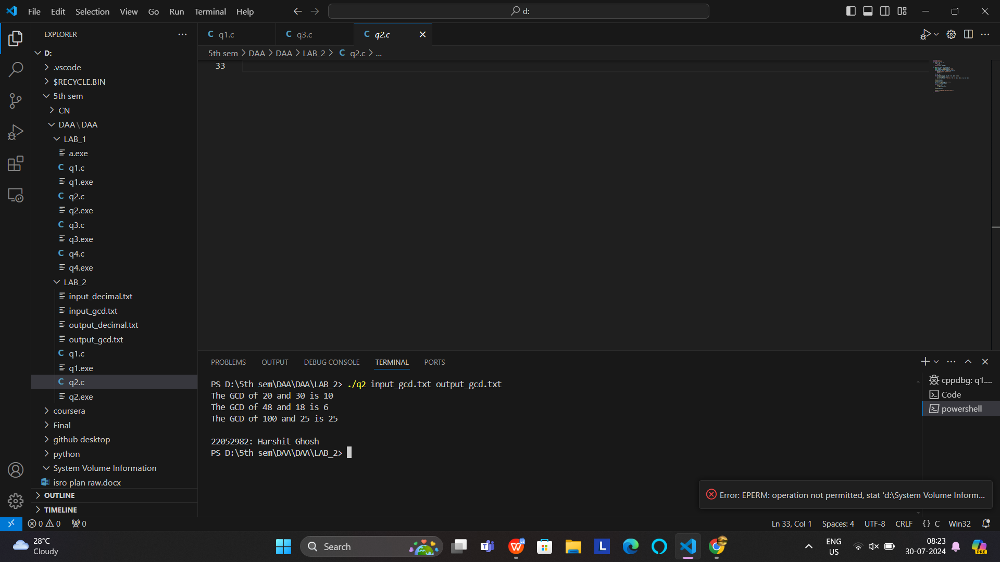 File Edit Selection View Go Run Terminal Help
d:
EXPLORER
D:
.vscode
$RECYCLE.BIN
5th sem
CN
DAA \ DAA
LAB_1
a.exe
q1.c
q1.exe
q2.c
q2.exe
q3.c
q3.exe
q4.c
q4.exe
LAB_2
input_decimal.txt
input_gcd.txt
output_decimal.txt
output_gcd.txt
q1.c
q1.exe
q2.c
q2.exe
coursera
Final
github desktop
python
System Volume Information
isro plan raw.docx
OUTLINE
TIMELINE
q1.c q3.c q2.c
5th sem > DAA > DAA > LAB_2 > C q2.c > ...
33
PROBLEMS OUTPUT DEBUG CONSOLE TERMINAL PORTS
PS D:\5th sem\DAA\DAA\LAB_2> ./q2 input_gcd.txt output_gcd.txt
The GCD of 20 and 30 is 10
The GCD of 48 and 18 is 6
The GCD of 100 and 25 is 25
22052982: Harshit Ghosh
PS D:\5th sem\DAA\DAA\LAB_2>
cppdbg: q1....
Code
powershell
Error: EPERM: operation not permitted, stat 'd:\System Volume Inform...
0 0 0
Ln 33, Col 1 Spaces: 4 UTF-8 CRLF {} C Win32
28°C
Cloudy
Search
ENG
US
08:23
30-07-2024
PRE